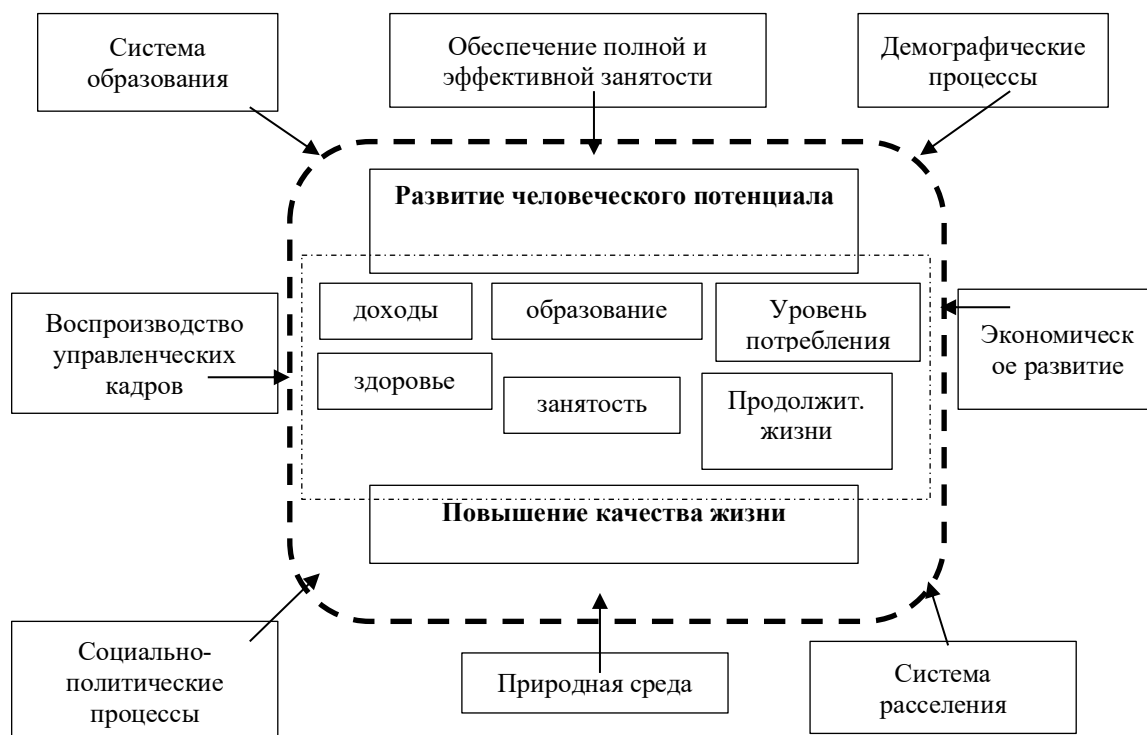 Система
образования
Обеспечение полной и
эффективной занятости
Демографические
процессы
Развитие человеческого потенциала
Воспроизводство
управленческих
кадров
доходы
образование
Уровень
потребления
здоровье
занятость
Продолжит.
жизни
Экономическ
ое развитие
Повышение качества жизни
Социально-
политические
процессы
Природная среда
Система
расселения